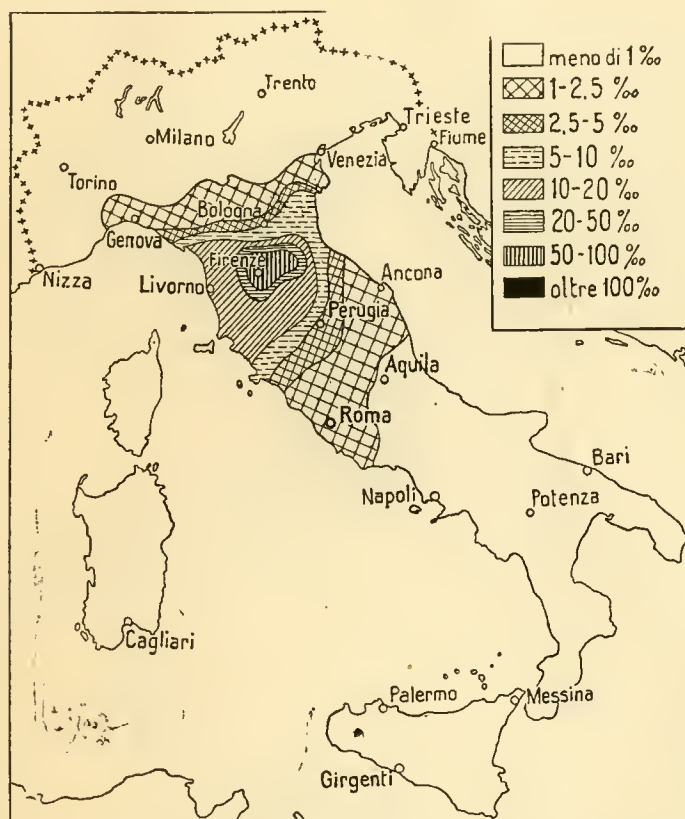 meno di 1 ‰
1-2,5 ‰
2,5-5 ‰
5-10 ‰
10-20 ‰
20-50 ‰
50-100 ‰
oltre 100‰
Trento
Milano
Trieste
Fiume
Venezia
Torino
Bologna
Genova
Nizza
Firenze
Livorno
Ancona
Perugia
Aquila
Roma
Bari
Napoli
Potenza
Cagliari
Palermo
Messina
Girgenti